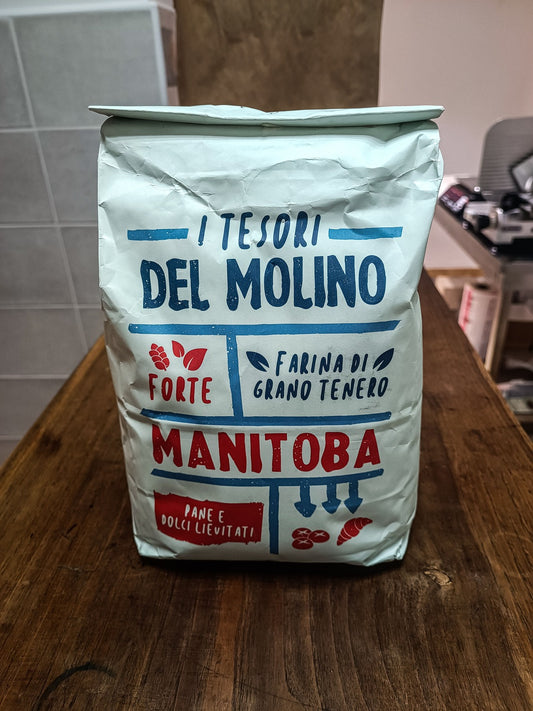 I TESORI
DEL MOLINO
FORTE
FARINA DI
GRANO TENERO
MANITOBA
PANE E
DOLCI LIEVITATI